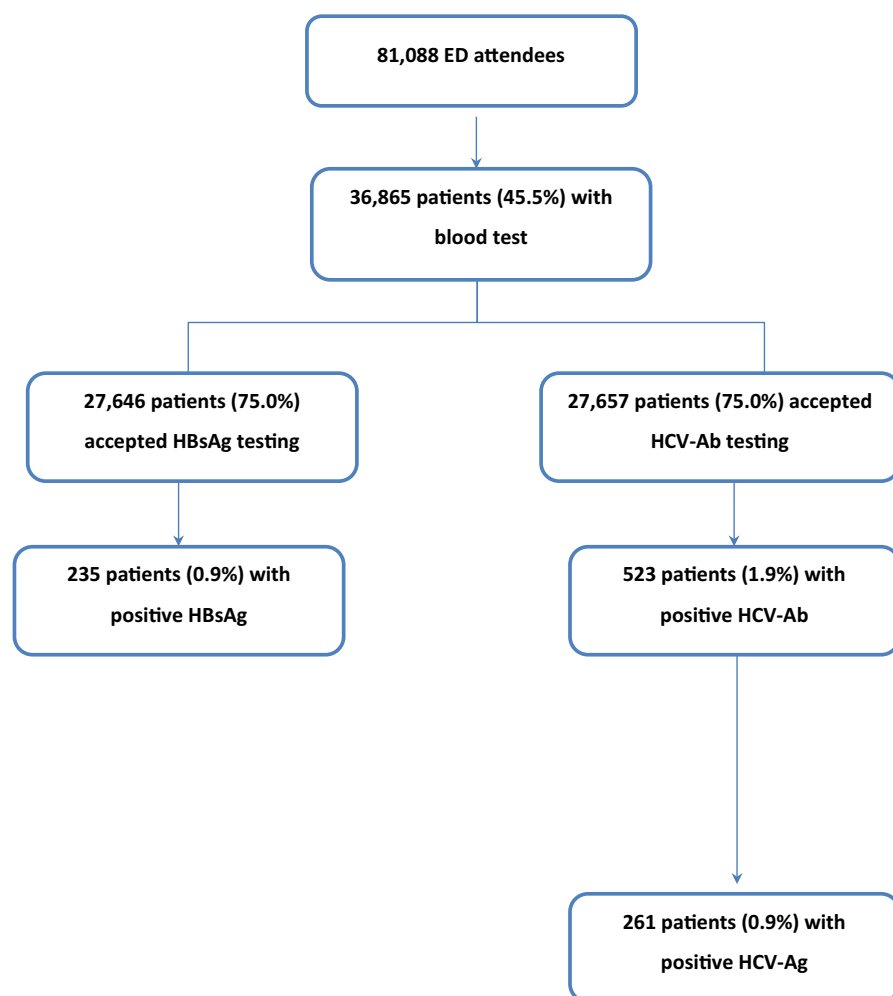 81,088 ED attendees
36,865 patients (45.5%) with
blood test
27,646 patients (75.0%)
accepted HBsAg testing
27,657 patients (75.0%) accepted
HCV-Ab testing
235 patients (0.9%) with
positive HBsAg
523 patients (1.9%) with
positive HCV-Ab
261 patients (0.9%) with
positive HCV-Ag